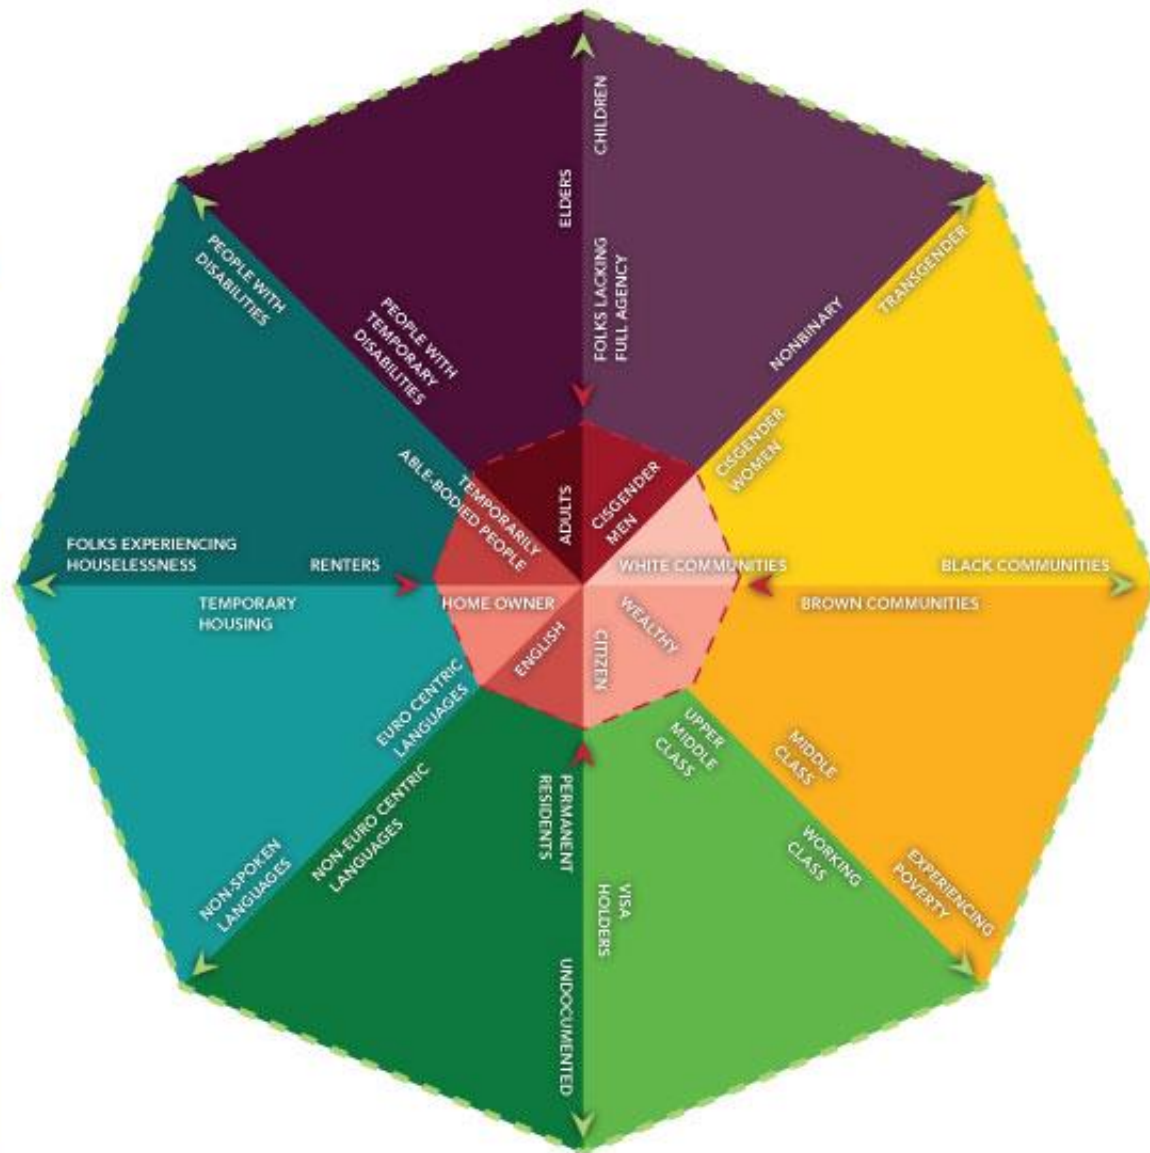 CHILDREN
ELDERS
FOLKS LACKING
FULL AGENCY
ADULTS
CISGENDER
MEN
TRANSGENDER
NONBINARY
CISGENDER
WOMEN
WHITE COMMUNITIES
BLACK COMMUNITIES
BROWN COMMUNITIES
WEALTHY
UPPER
MIDDLE
CLASS
MIDDLE
CLASS
WORKING
CLASS
EXPERIENCING
POVERTY
CITIZEN
PERMANENT
RESIDENTS
VISA
HOLDERS
UNDOCUMENTED
ENGLISH
EURO CENTRIC
LANGUAGES
NON-EURO CENTRIC
LANGUAGES
NON-SPOKEN
LANGUAGES
HOME OWNER
RENTERS
TEMPORARY
HOUSING
FOLKS EXPERIENCING
HOUSELESSNESS
TEMPORARILY
ABLE-BODIED PEOPLE
PEOPLE WITH
TEMPORARY
DISABILITIES
PEOPLE WITH
DISABILITIES